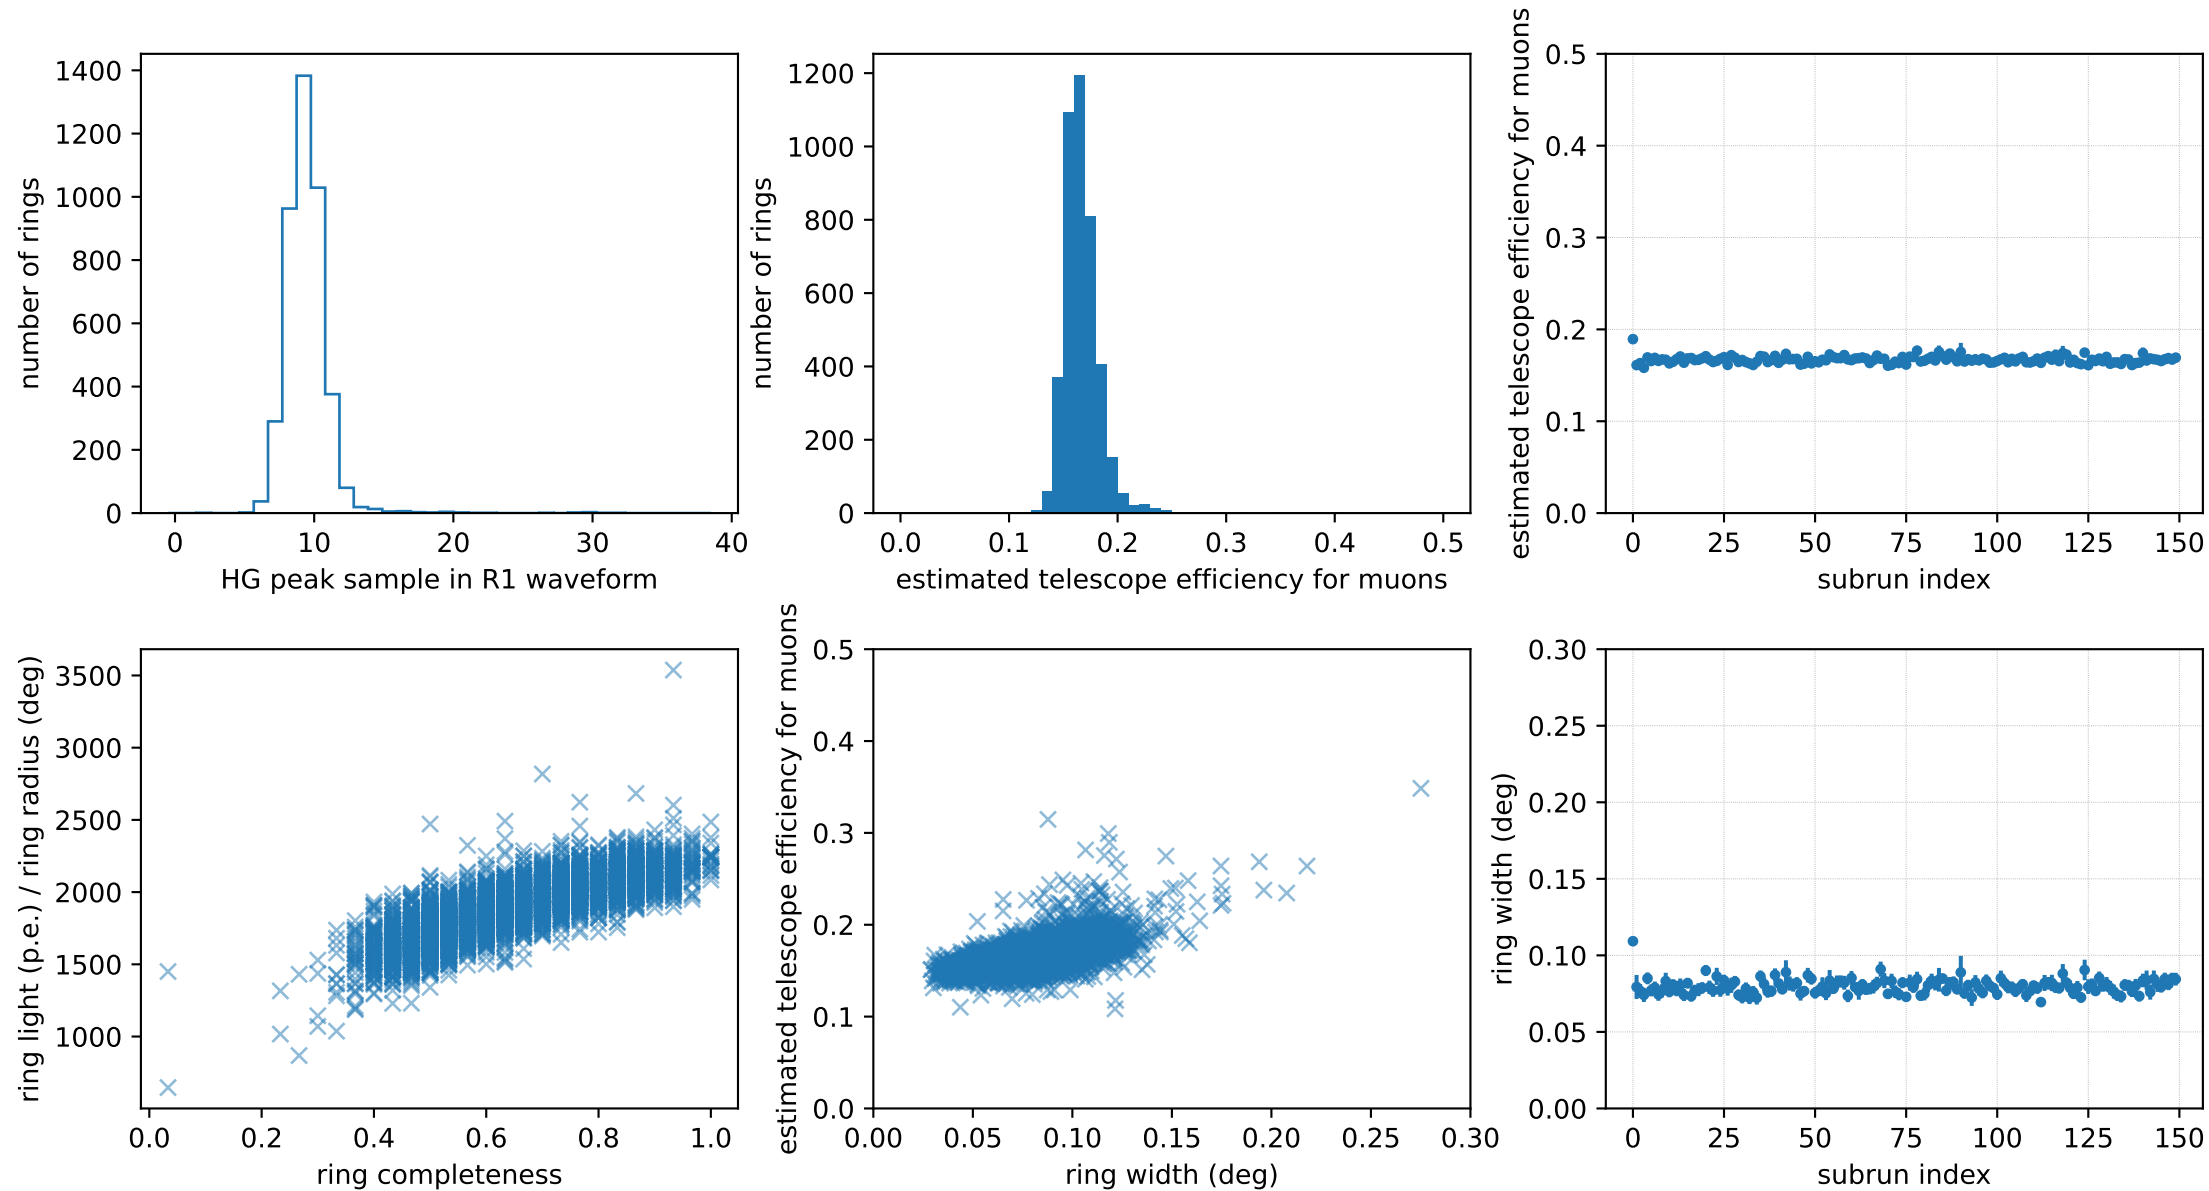 number of rings
1400
1200
1000
800
600
400
200
0
0 10 20 30 40
HG peak sample in R1 waveform
number of rings
1200
1000
800
600
400
200
0
0.0 0.1 0.2 0.3 0.4 0.5
estimated telescope efficiency for muons
estimated telescope efficiency for muons
0.5
0.4
0.3
0.2
0.1
0.0
0 25 50 75 100 125 150
subrun index
ring light (p.e.) / ring radius (deg)
3500
3000
2500
2000
1500
1000
0.0 0.2 0.4 0.6 0.8 1.0
ring completeness
estimated telescope efficiency for muons
0.5
0.4
0.3
0.2
0.1
0.0
0.00 0.05 0.10 0.15 0.20 0.25 0.30
ring width (deg)
ring width (deg)
0.30
0.25
0.20
0.15
0.10
0.05
0.00
0 25 50 75 100 125 150
subrun index